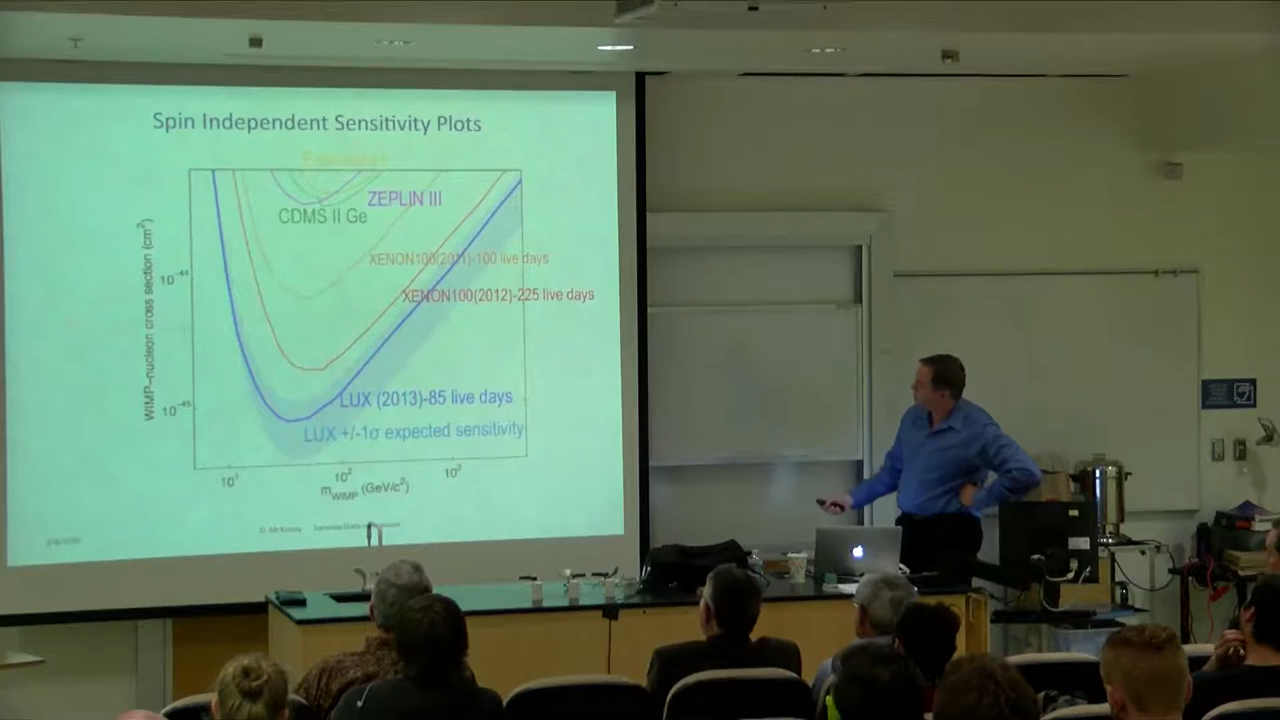 Spin Independent Sensitivity Plots
ZEPLIN III
CDMS II Ge
XENON100(2011)-100 live days
XENON100(2012)-225 live days
LUX (2013)-85 live days
LUX +/-1σ expected sensitivity
WIMP–nucleon cross section (cm²)
10⁻⁴⁴
10⁻⁴⁵
10¹
10²
10³
m_WIMP (GeV/c²)